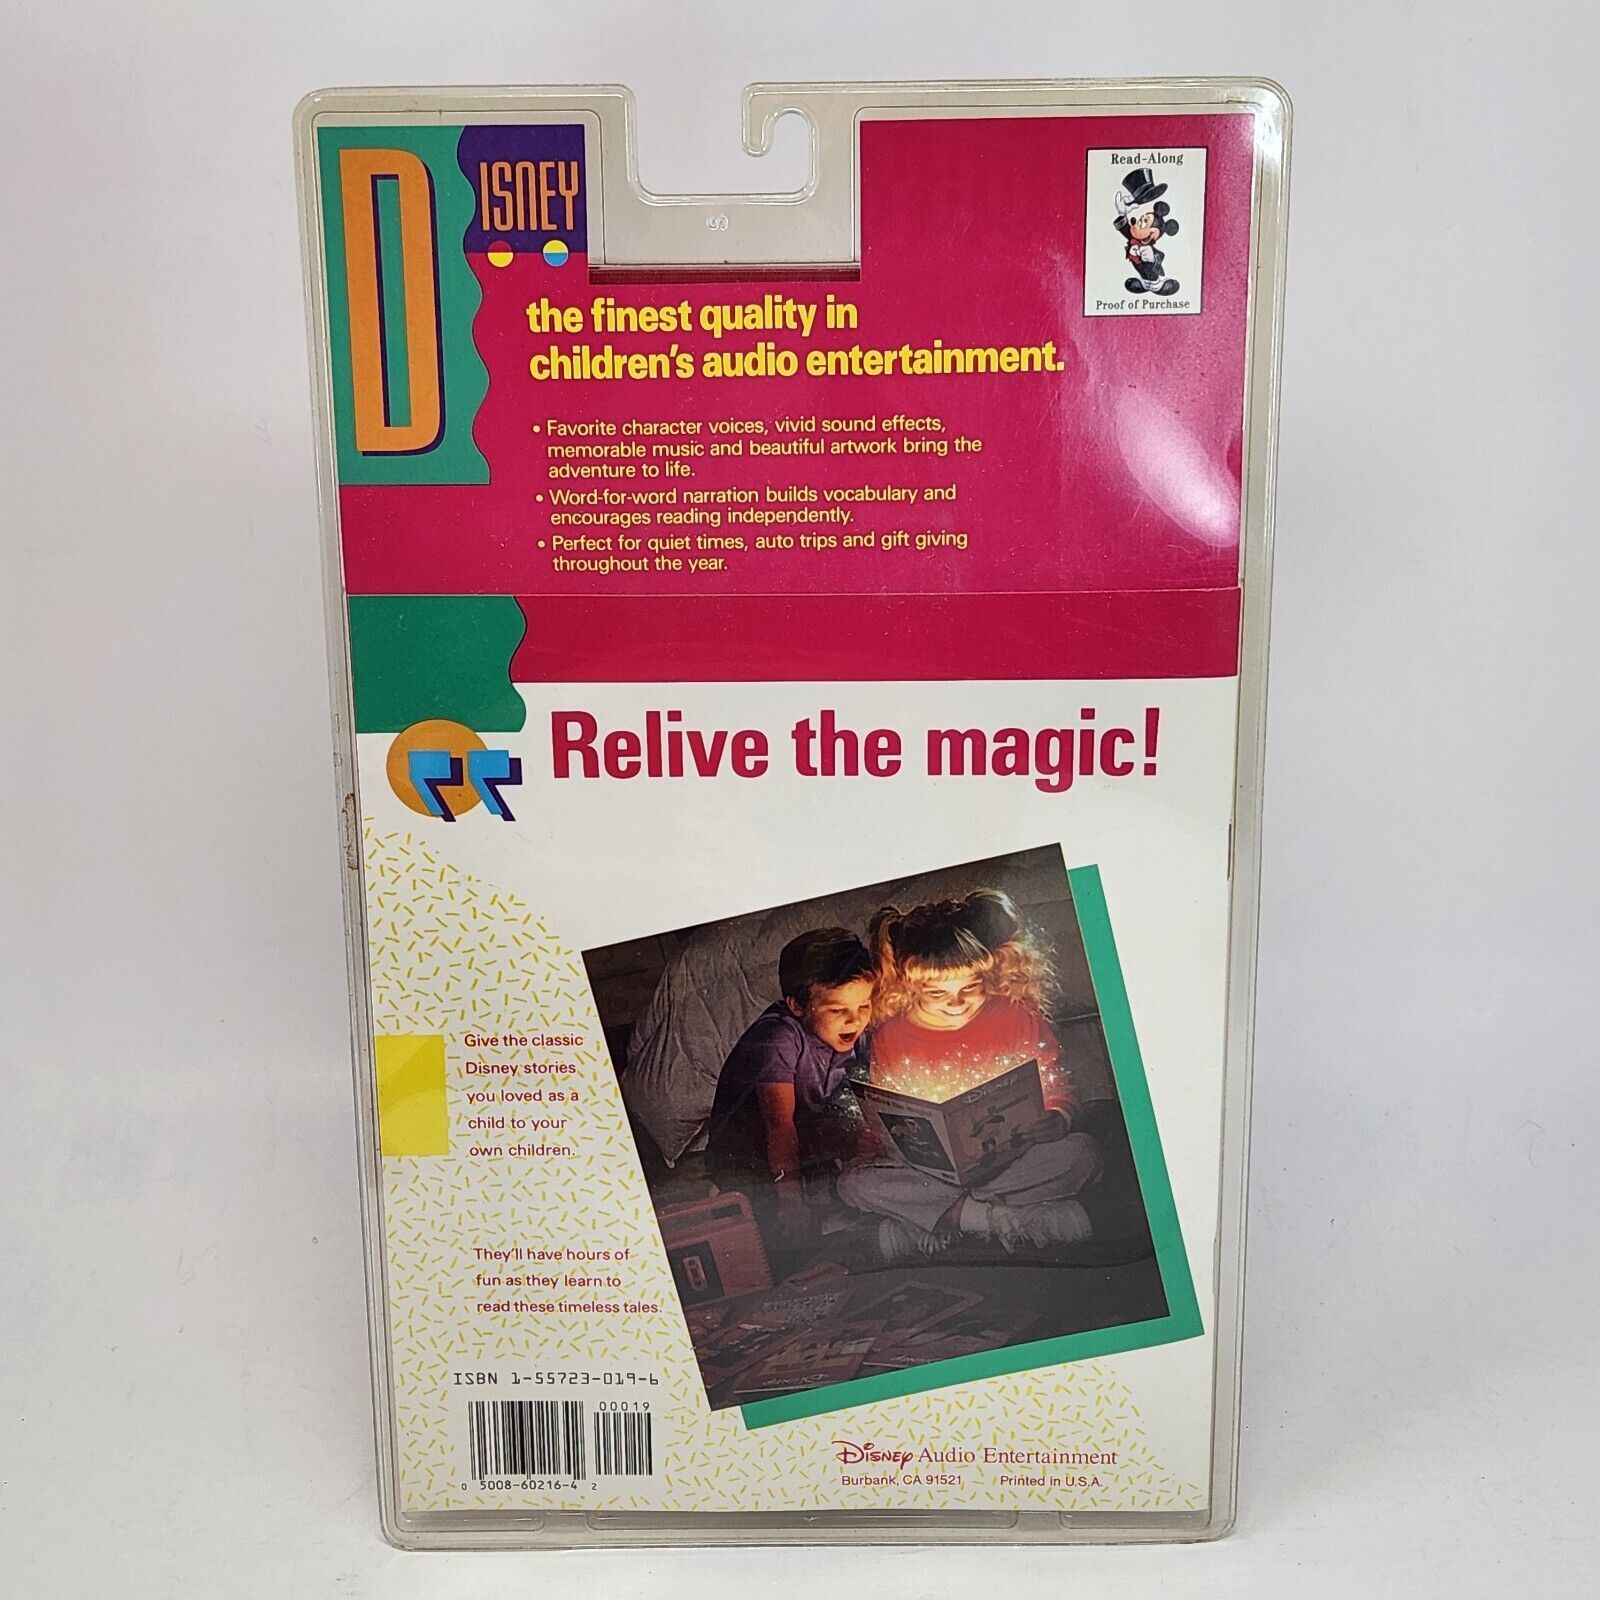 DISNEY
Read-Along
Proof of Purchase
the finest quality in
children's audio entertainment.
• Favorite character voices, vivid sound effects,
memorable music and beautiful artwork bring the
adventure to life.
• Word-for-word narration builds vocabulary and
encourages reading independently.
• Perfect for quiet times, auto trips and gift giving
throughout the year.
Relive the magic!
DISNEY
Give the classic
Disney stories
you loved as a
child to your
own children.
They'll have hours of
fun as they learn to
read these timeless tales.
ISBN 1-55723-019-6
00019
0 5008-60216-4 2
Disney Audio Entertainment
Burbank, CA 91521 Printed in U.S.A.